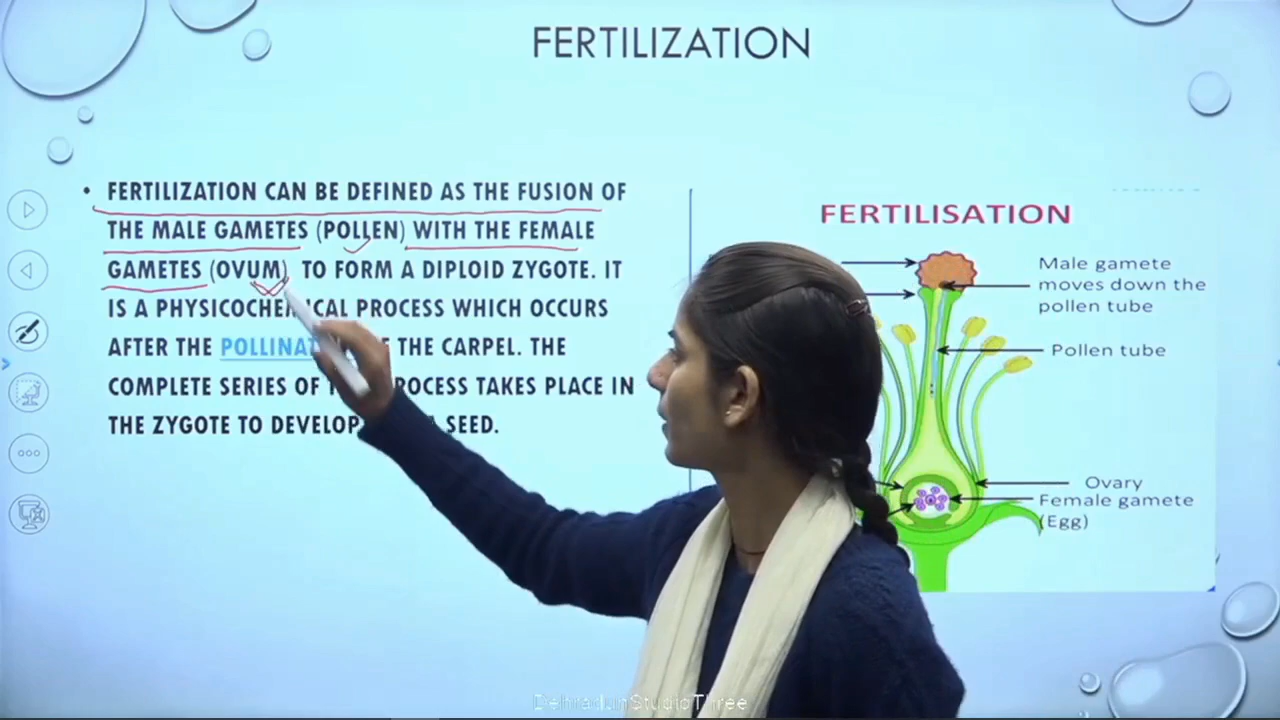 FERTILIZATION
• FERTILIZATION CAN BE DEFINED AS THE FUSION OF
THE MALE GAMETES (POLLEN) WITH THE FEMALE
GAMETES (OVUM) TO FORM A DIPLOID ZYGOTE. IT
IS A PHYSICOCHEMICAL PROCESS WHICH OCCURS
AFTER THE POLLINAT THE CARPEL. THE
COMPLETE SERIES OF PROCESS TAKES PLACE IN
THE ZYGOTE TO DEVELOP SEED.
FERTILISATION
Male gamete
moves down the
pollen tube
Pollen tube
Ovary
Female gamete
(Egg)
DehradunStudioThree